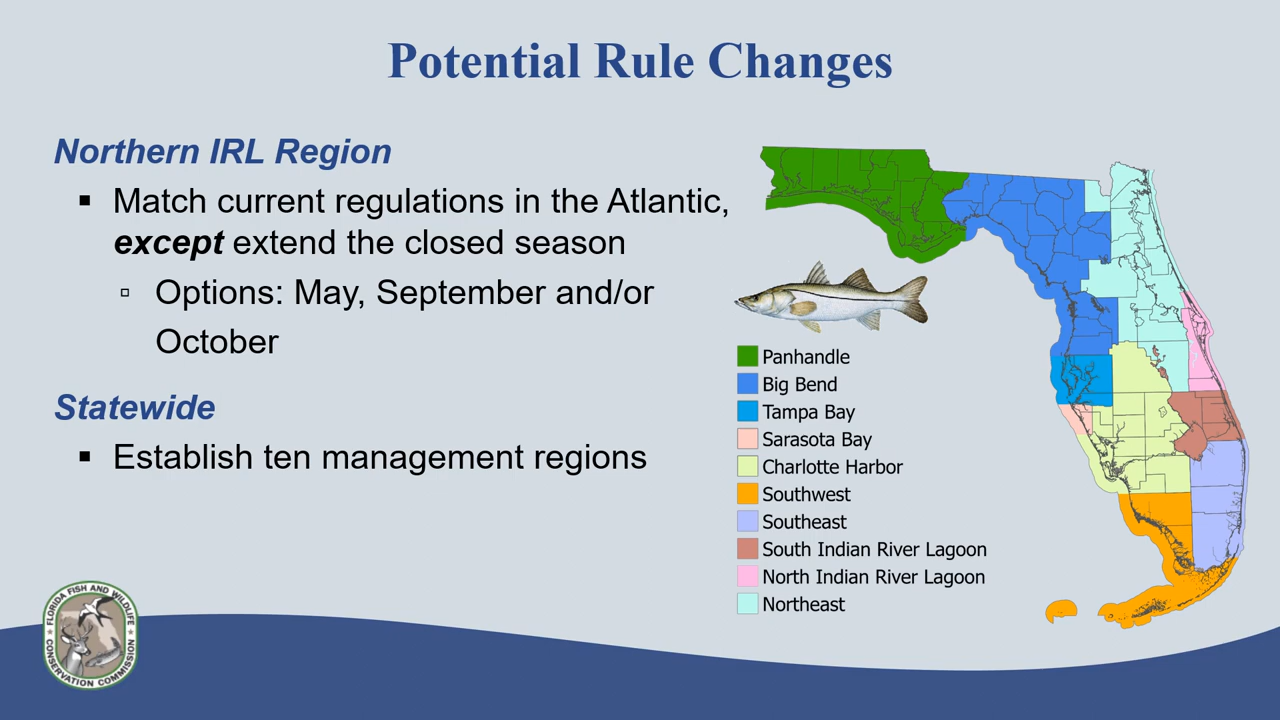 Potential Rule Changes
Northern IRL Region
▪ Match current regulations in the Atlantic,
except extend the closed season
▫ Options: May, September and/or
October
Statewide
▪ Establish ten management regions
Panhandle
Big Bend
Tampa Bay
Sarasota Bay
Charlotte Harbor
Southwest
Southeast
South Indian River Lagoon
North Indian River Lagoon
Northeast
FLORIDA FISH AND WILDLIFE
CONSERVATION COMMISSION